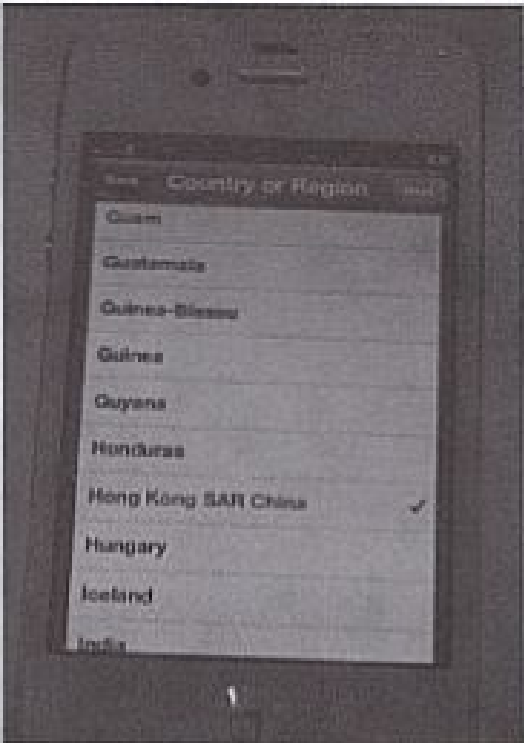 Country or Region
Guam
Guatemala
Guinea-Bissau
Guinea
Guyana
Honduras
Hong Kong SAR China
Hungary
Iceland
India